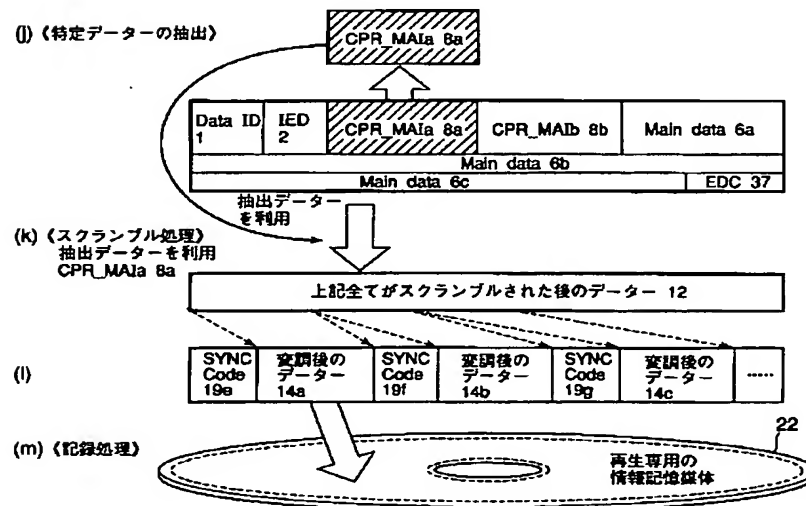 (j)《特定データーの抽出》
CPR_MAIa 8a
Data ID
1
IED
2
CPR_MAIa 8a
CPR_MAIb 8b
Main data 6a
Main data 6b
Main data 6c
EDC 37
抽出データー
を利用
(k)《スクランブル処理》
抽出データーを利用
CPR_MAIa 8a
上記全てがスクランブルされた後のデーター 12
(l)
SYNC
Code
19e
変調後の
データー
14a
SYNC
Code
19f
変調後の
データー
14b
SYNC
Code
19g
変調後の
データー
14c
-----
(m)《記録処理》
22
再生専用の
情報記憶媒体